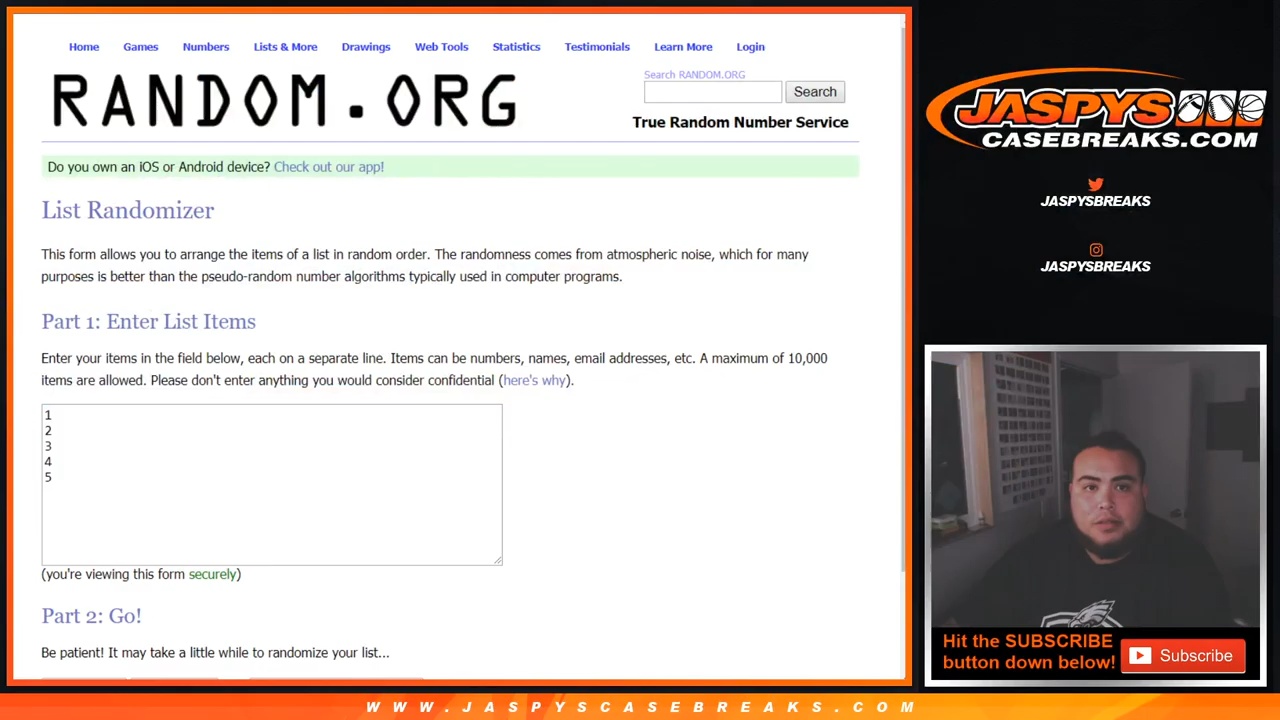 Home Games Numbers Lists & More Drawings Web Tools Statistics Testimonials Learn More Login
RANDOM.ORG
Search RANDOM.ORG
Search
True Random Number Service
Do you own an iOS or Android device? Check out our app!
List Randomizer
This form allows you to arrange the items of a list in random order. The randomness comes from atmospheric noise, which for many
purposes is better than the pseudo-random number algorithms typically used in computer programs.
Part 1: Enter List Items
Enter your items in the field below, each on a separate line. Items can be numbers, names, email addresses, etc. A maximum of 10,000
items are allowed. Please don't enter anything you would consider confidential (here's why).
1
2
3
4
5
(you're viewing this form securely)
Part 2: Go!
Be patient! It may take a little while to randomize your list...
JASPYS
CASEBREAKS.COM
JASPYSBREAKS
JASPYSBREAKS
Hit the SUBSCRIBE
button down below!
Subscribe
WWW.JASPYSCASEBREAKS.COM